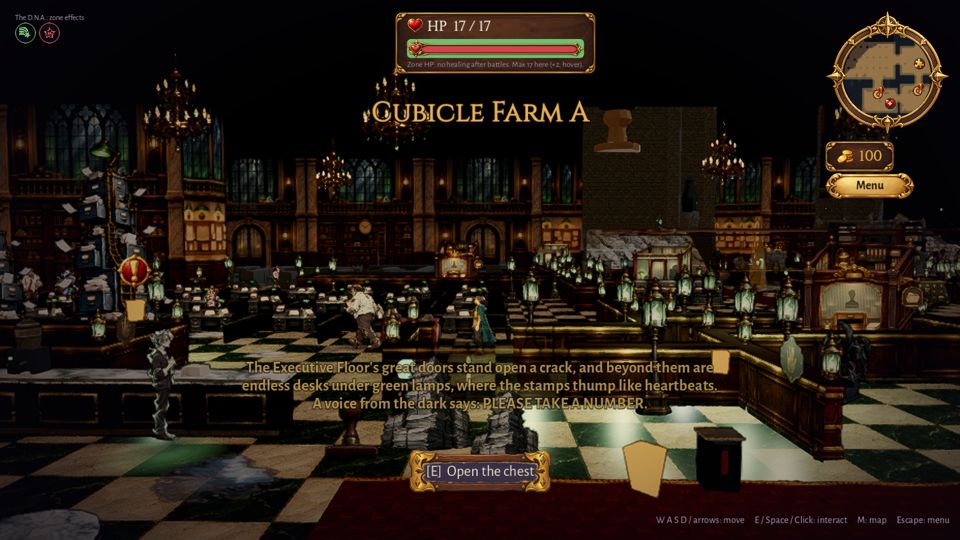 The D.N.A.: zone effects
HP 17 / 17
Zone HP: no healing after battles. Max 17 here (+2, hover).
CUBICLE FARM A
100
Menu
The Executive Floor's great doors stand open a crack, and beyond them are
endless desks under green lamps, where the stamps thump like heartbeats.
A voice from the dark says: PLEASE TAKE A NUMBER.
[E] Open the chest
W A S D / arrows: move E / Space / Click: interact M: map Escape: menu